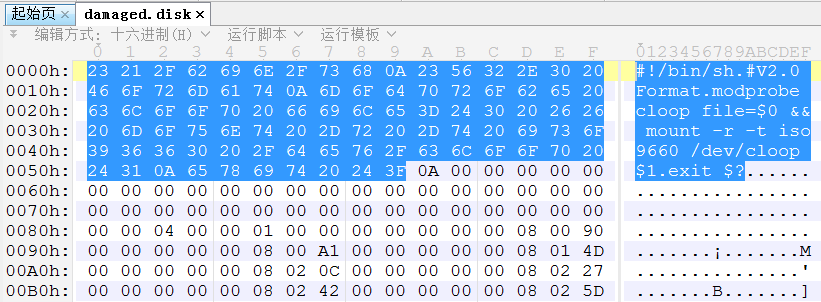 起始页 × damaged.disk ×
编辑方式: 十六进制(H) 运行脚本 运行模板
0 1 2 3 4 5 6 7 8 9 A B C D E F 0123456789ABCDEF
0000h: 23 21 2F 62 69 6E 2F 73 68 0A 23 56 32 2E 30 20 #!/bin/sh.#V2.0
0010h: 46 6F 72 6D 61 74 0A 6D 6F 64 70 72 6F 62 65 20 Format.modprobe
0020h: 63 6C 6F 6F 70 20 66 69 6C 65 3D 24 30 20 26 26 cloop file=$0 &&
0030h: 20 6D 6F 75 6E 74 20 2D 72 20 2D 74 20 69 73 6F mount -r -t iso
0040h: 39 36 36 30 20 2F 64 65 76 2F 63 6C 6F 6F 70 20 9660 /dev/cloop
0050h: 24 31 0A 65 78 69 74 20 24 3F 0A 00 00 00 00 00 $1.exit $?......
0060h: 00 00 00 00 00 00 00 00 00 00 00 00 00 00 00 00 ................
0070h: 00 00 00 00 00 00 00 00 00 00 00 00 00 00 00 00 ................
0080h: 00 00 04 00 00 01 00 00 00 00 00 00 00 08 00 90 ................
0090h: 00 00 00 00 00 08 00 A1 00 00 00 00 00 08 01 4D .......¡.......M
00A0h: 00 00 00 00 00 08 02 0C 00 00 00 00 00 08 02 27 ...............'
00B0h: 00 00 00 00 00 08 02 42 00 00 00 00 00 08 02 5D .......B.......]